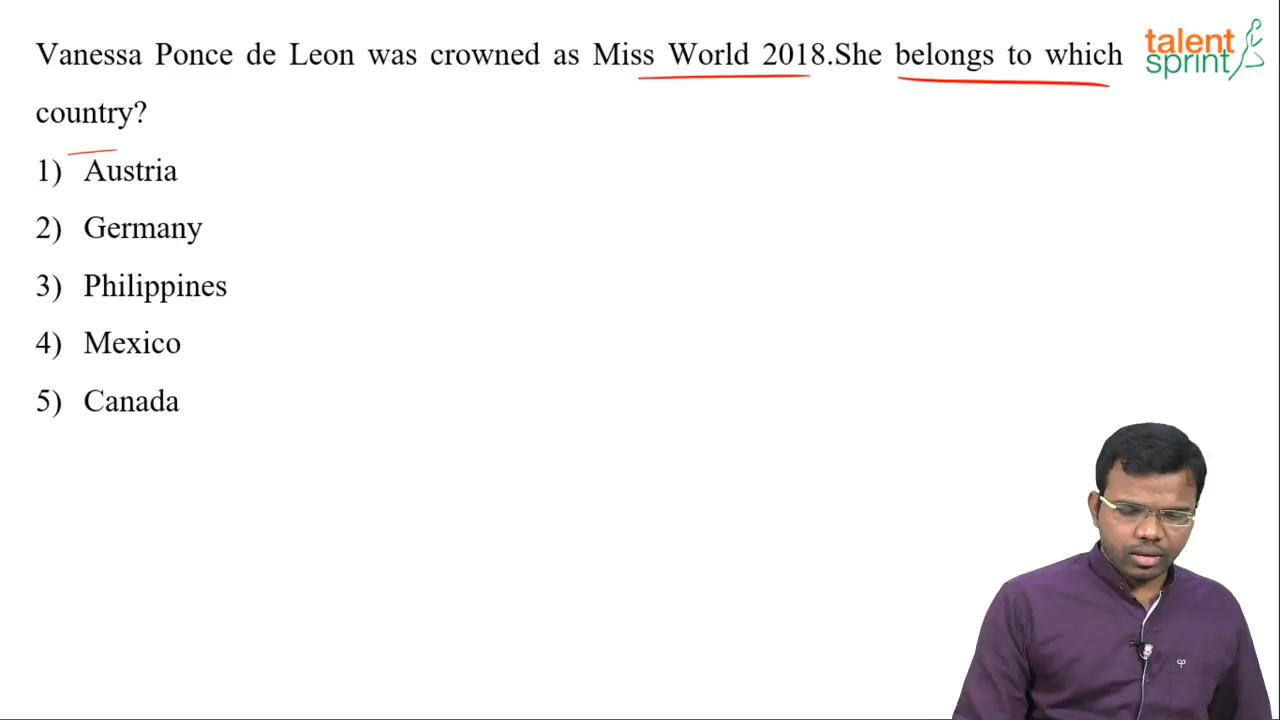 Vanessa Ponce de Leon was crowned as Miss World 2018.She belongs to which
country?
1) Austria
2) Germany
3) Philippines
4) Mexico
5) Canada
talent
sprint